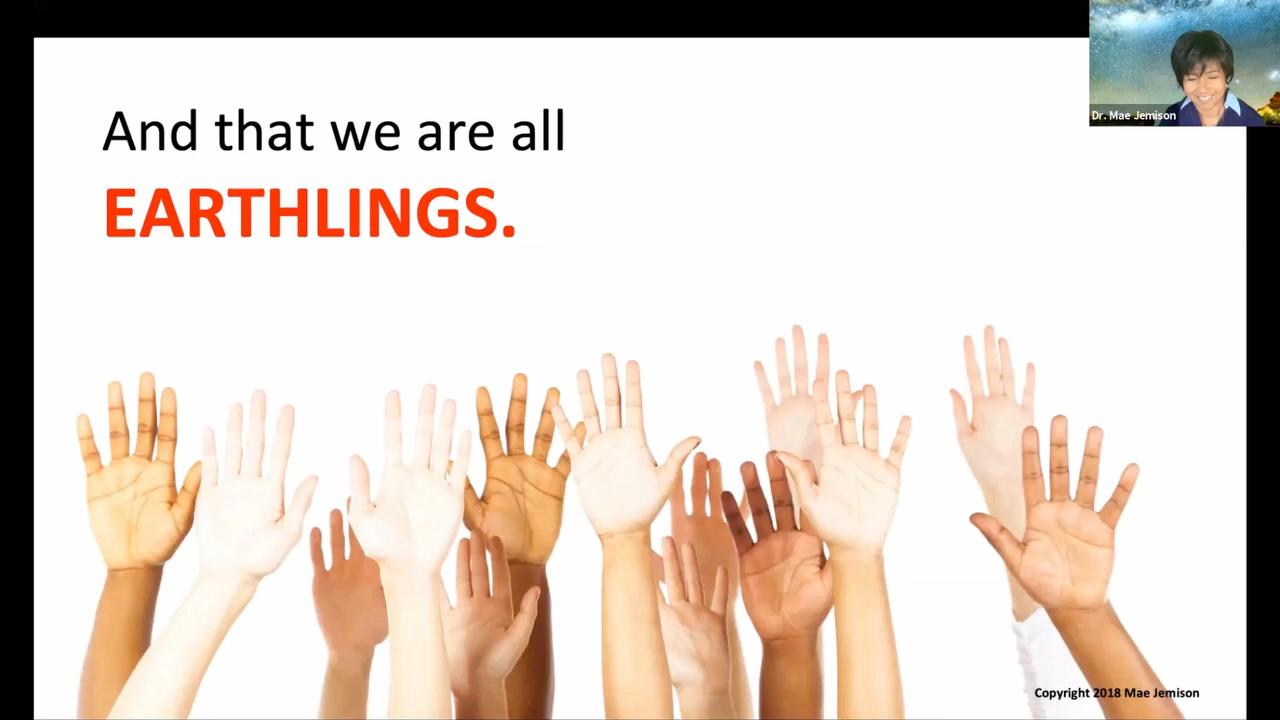 And that we are all
EARTHLINGS.
Dr. Mae Jemison
Copyright 2018 Mae Jemison